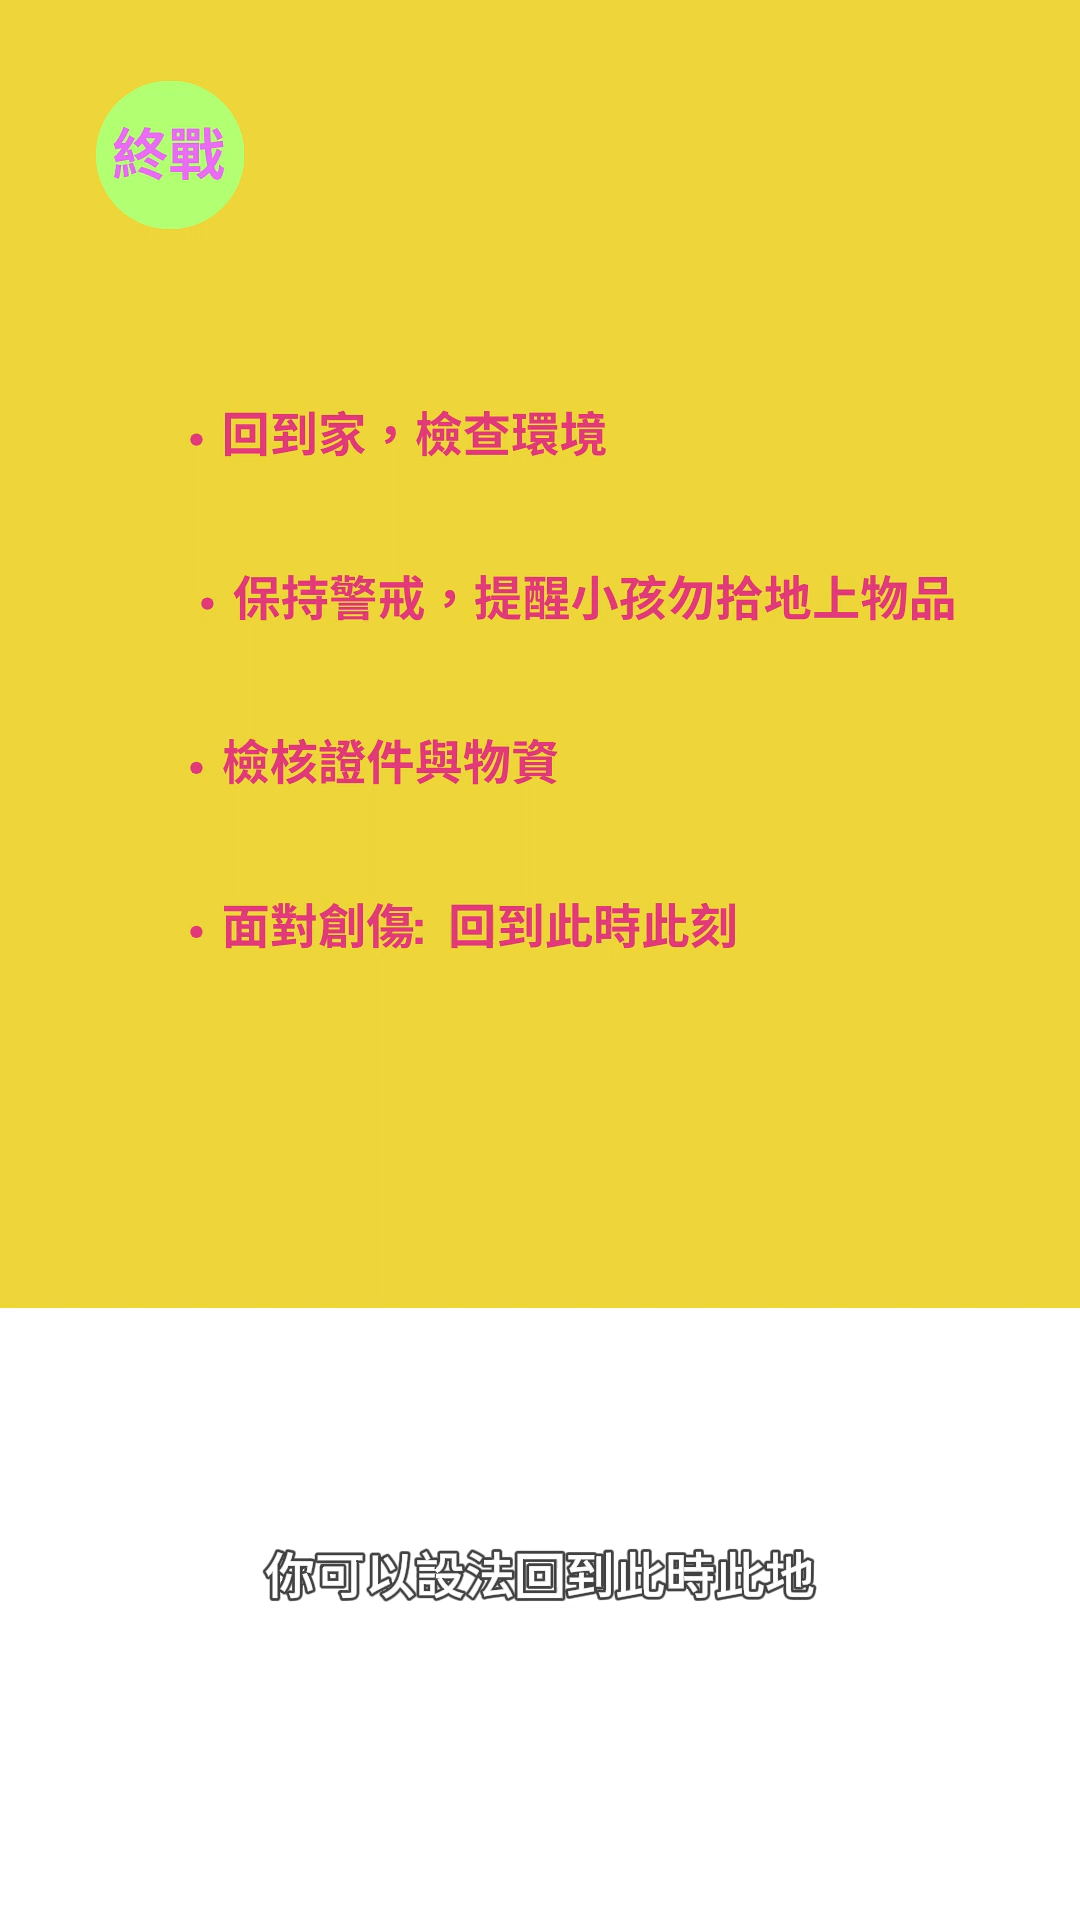 終戰
• 回到家，檢查環境
• 保持警戒，提醒小孩勿拾地上物品
• 檢核證件與物資
• 面對創傷: 回到此時此刻
你可以設法回到此時此地